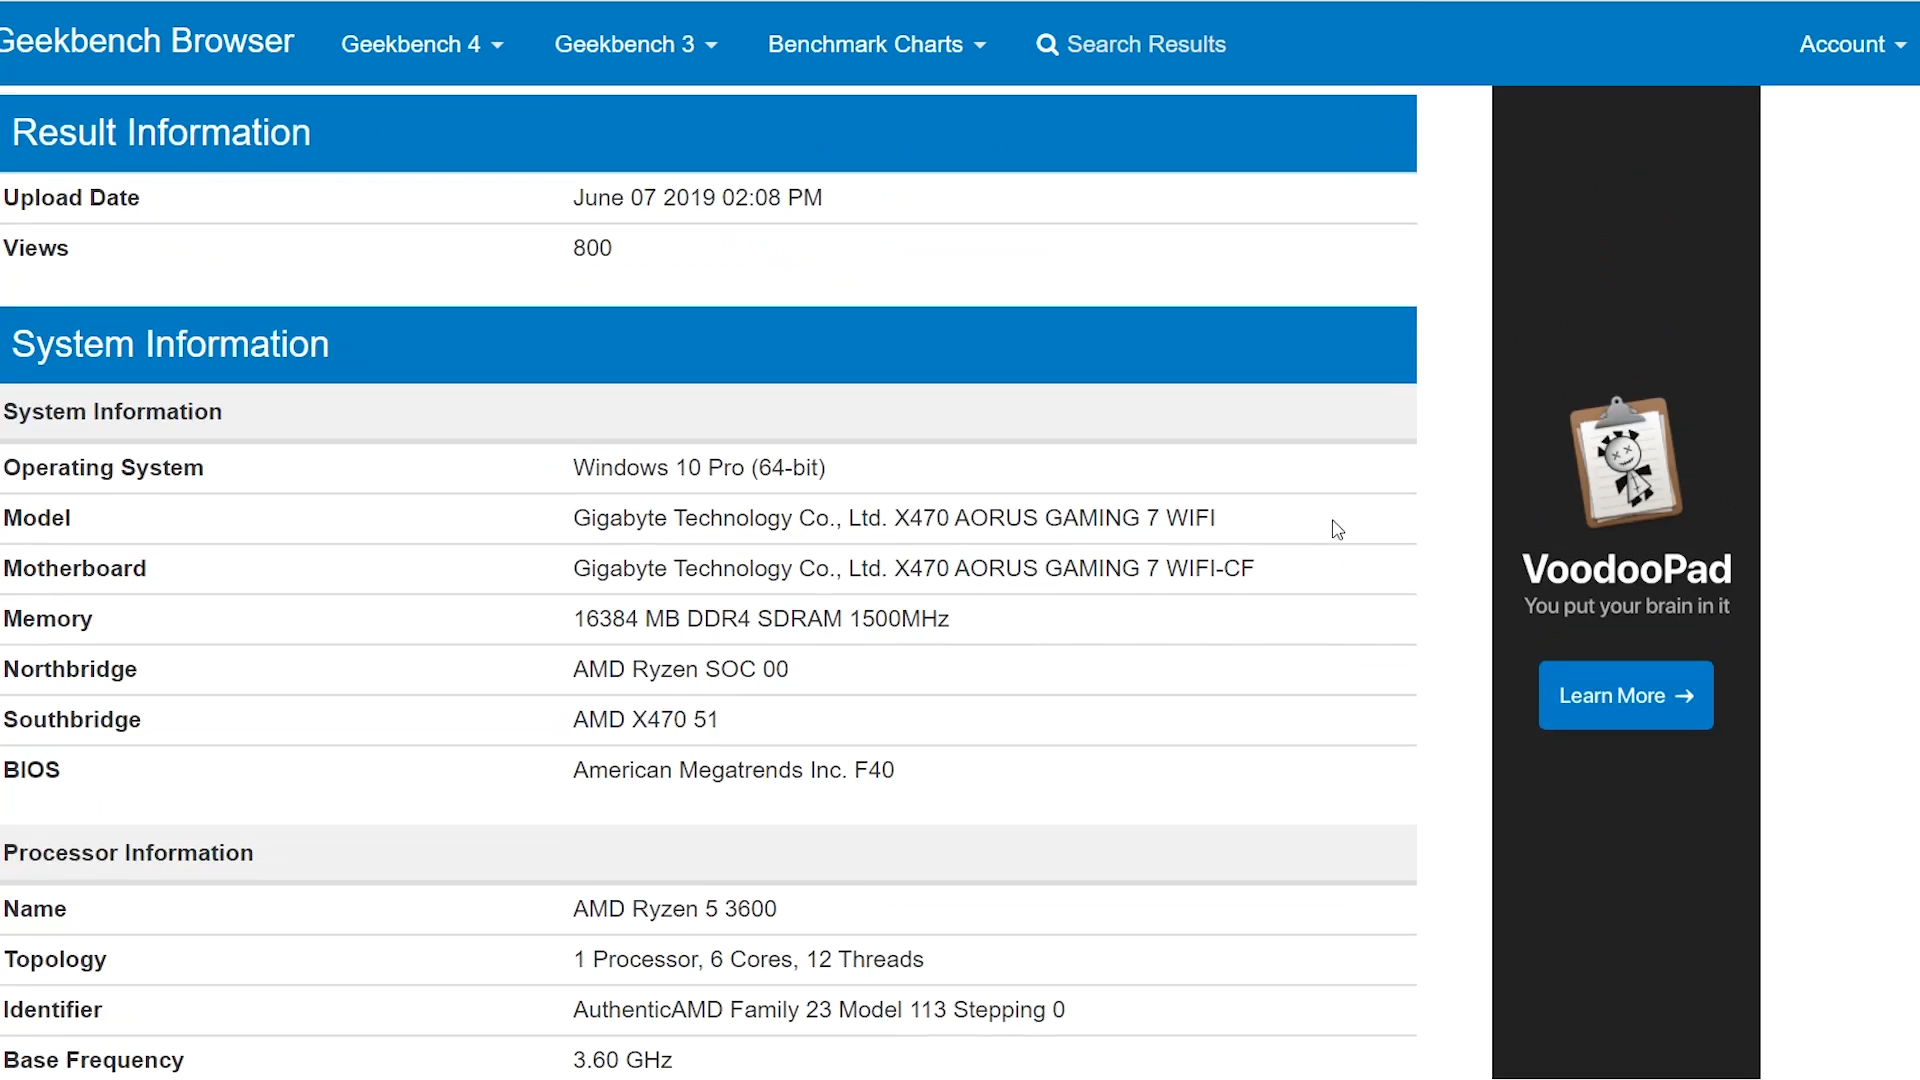 Geekbench Browser
Geekbench 4
Geekbench 3
Benchmark Charts
Search Results
Account
Result Information
Upload Date June 07 2019 02:08 PM
Views 800
System Information
System Information
Operating System Windows 10 Pro (64-bit)
Model Gigabyte Technology Co., Ltd. X470 AORUS GAMING 7 WIFI
Motherboard Gigabyte Technology Co., Ltd. X470 AORUS GAMING 7 WIFI-CF
Memory 16384 MB DDR4 SDRAM 1500MHz
Northbridge AMD Ryzen SOC 00
Southbridge AMD X470 51
BIOS American Megatrends Inc. F40
Processor Information
Name AMD Ryzen 5 3600
Topology 1 Processor, 6 Cores, 12 Threads
Identifier AuthenticAMD Family 23 Model 113 Stepping 0
Base Frequency 3.60 GHz
VoodooPad
You put your brain in it
Learn More →